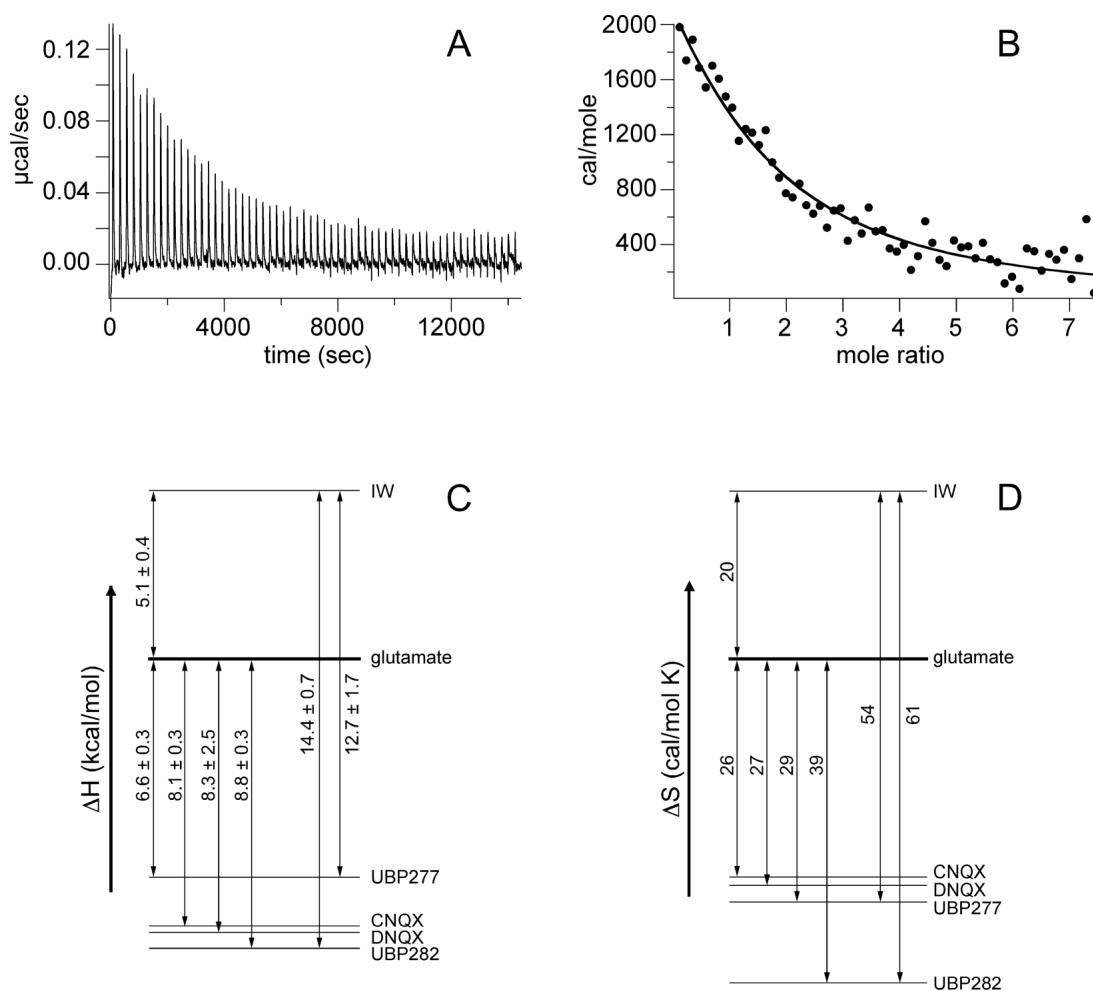 A
μcal/sec
0.12
0.08
0.04
0.00
0 4000 8000 12000
time (sec)
B
cal/mole
2000
1600
1200
800
400
1 2 3 4 5 6 7
mole ratio
C
ΔH (kcal/mol)
IW
glutamate
UBP277
CNQX
DNQX
UBP282
5.1 ± 0.4
6.6 ± 0.3
8.1 ± 0.3
8.3 ± 2.5
8.8 ± 0.3
14.4 ± 0.7
12.7 ± 1.7
D
ΔS (cal/mol K)
IW
glutamate
CNQX
DNQX
UBP277
UBP282
20
26
27
29
39
54
61